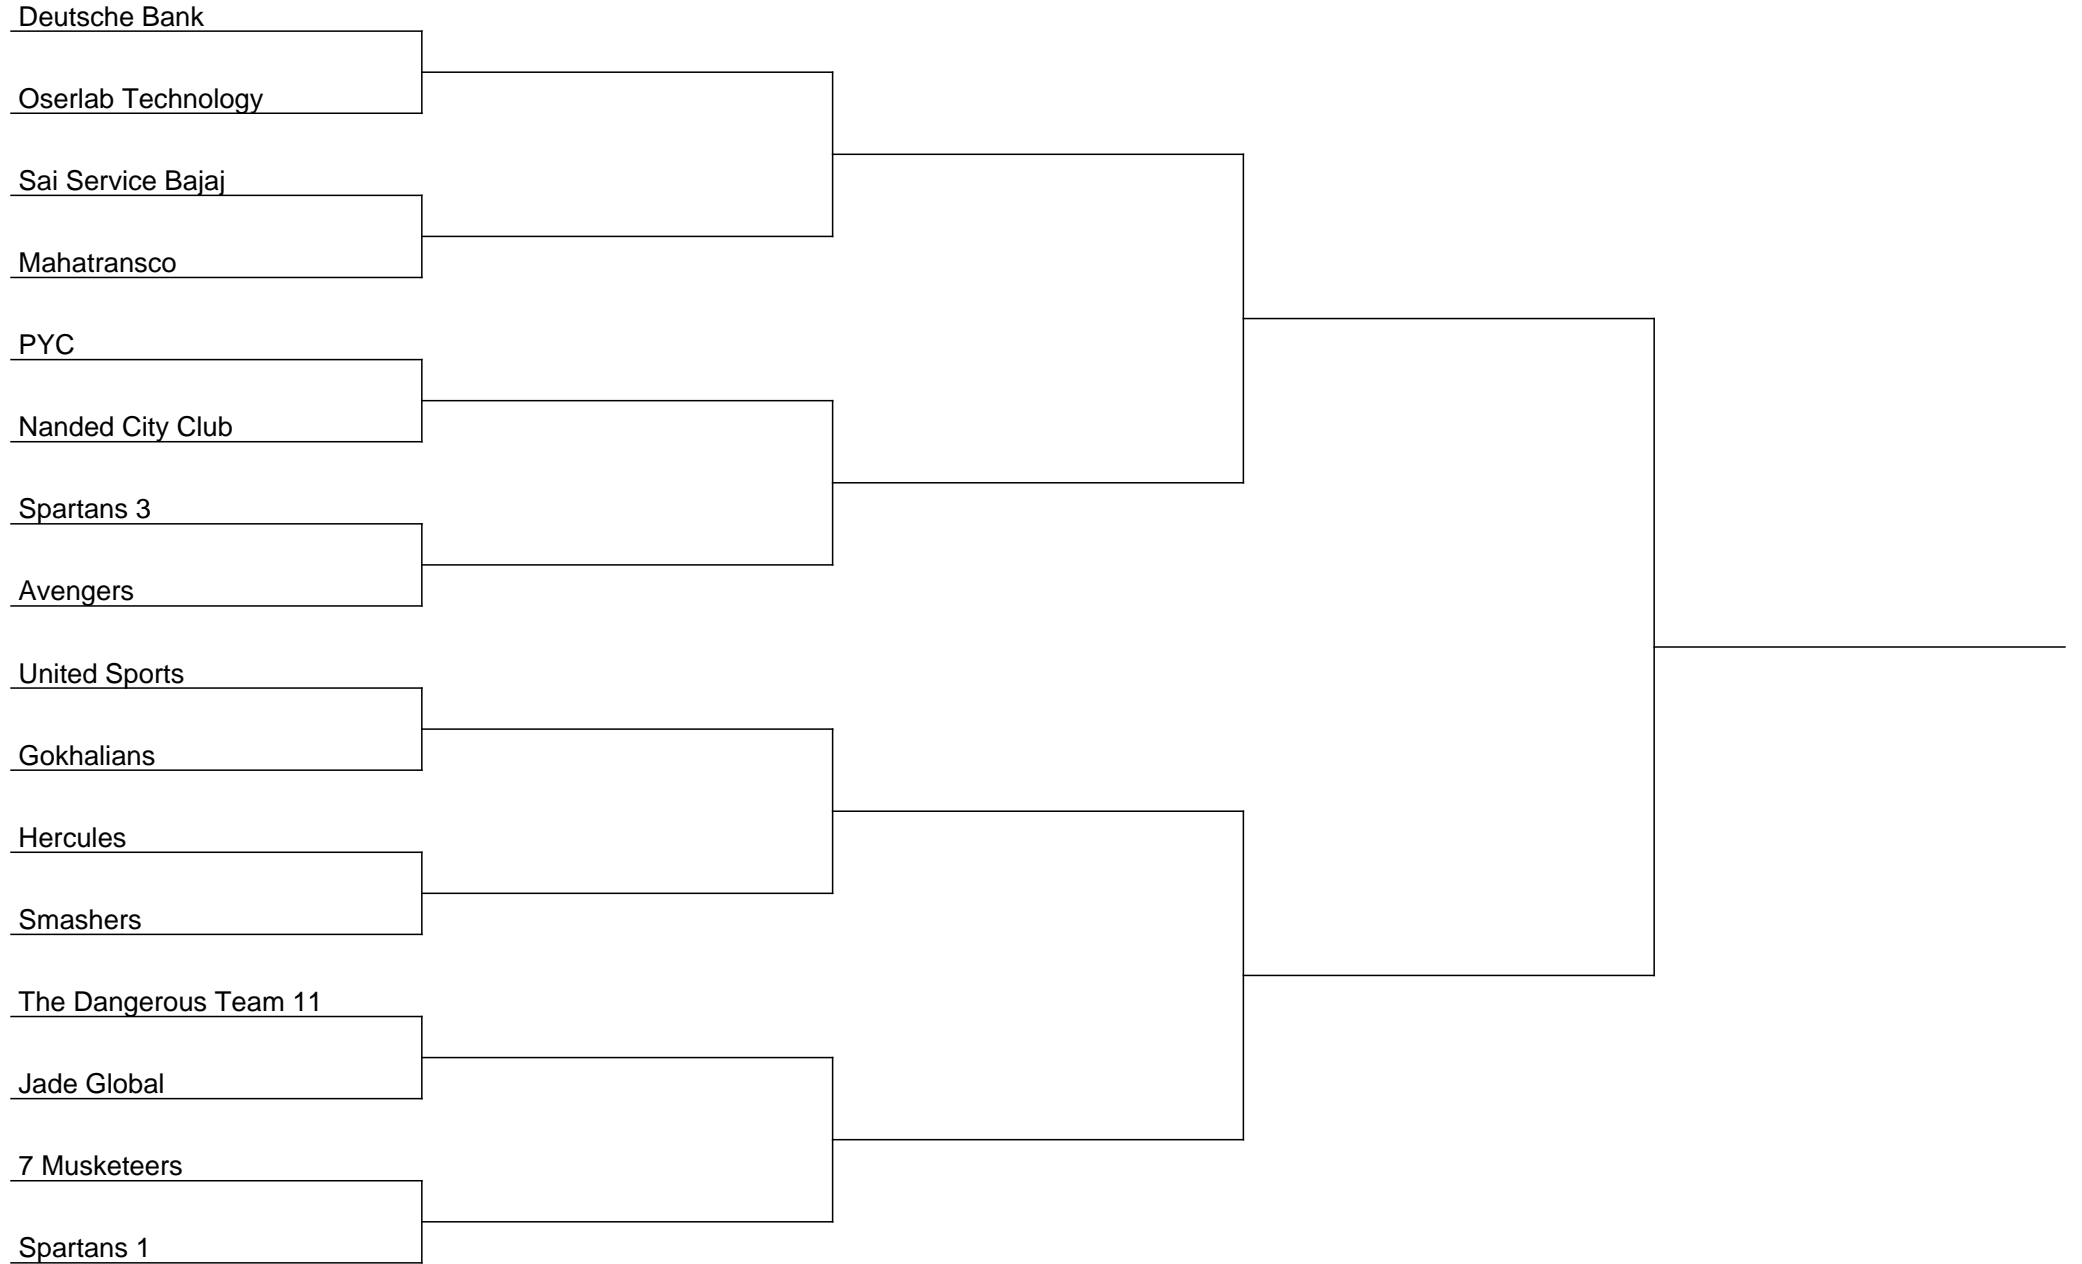 Deutsche Bank
Oserlab Technology
Sai Service Bajaj
Mahatransco
PYC
Nanded City Club
Spartans 3
Avengers
United Sports
Gokhalians
Hercules
Smashers
The Dangerous Team 11
Jade Global
7 Musketeers
Spartans 1